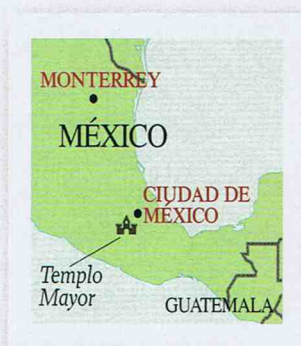 MONTERREY
MÉXICO
CIUDAD DE
MÉXICO
Templo
Mayor
GUATEMALA